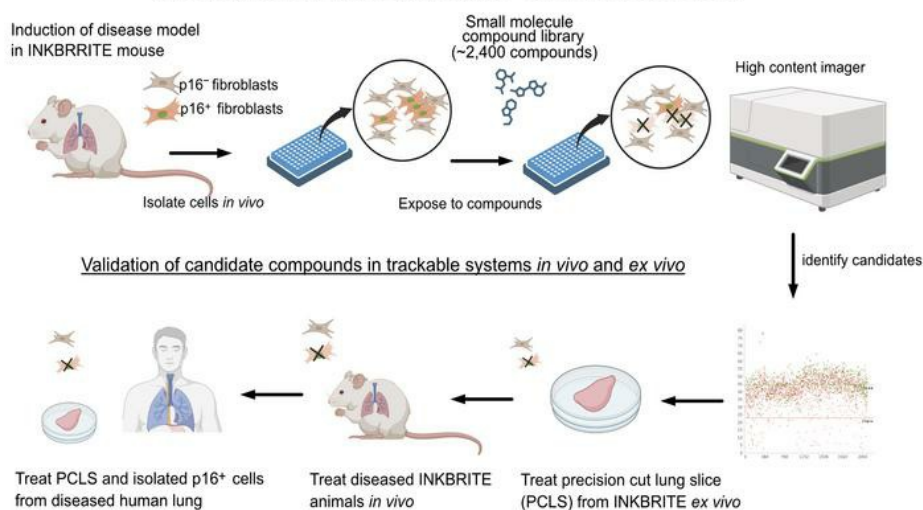 Induction of disease model
in INKBRRITE mouse
p16⁻ fibroblasts
p16⁺ fibroblasts
Small molecule
compound library
(~2,400 compounds)
High content imager
Isolate cells in vivo
Expose to compounds
identify candidates
Validation of candidate compounds in trackable systems in vivo and ex vivo
Treat PCLS and isolated p16⁺ cells
from diseased human lung
Treat diseased INKBRITE
animals in vivo
Treat precision cut lung slice
(PCLS) from INKBRITE ex vivo